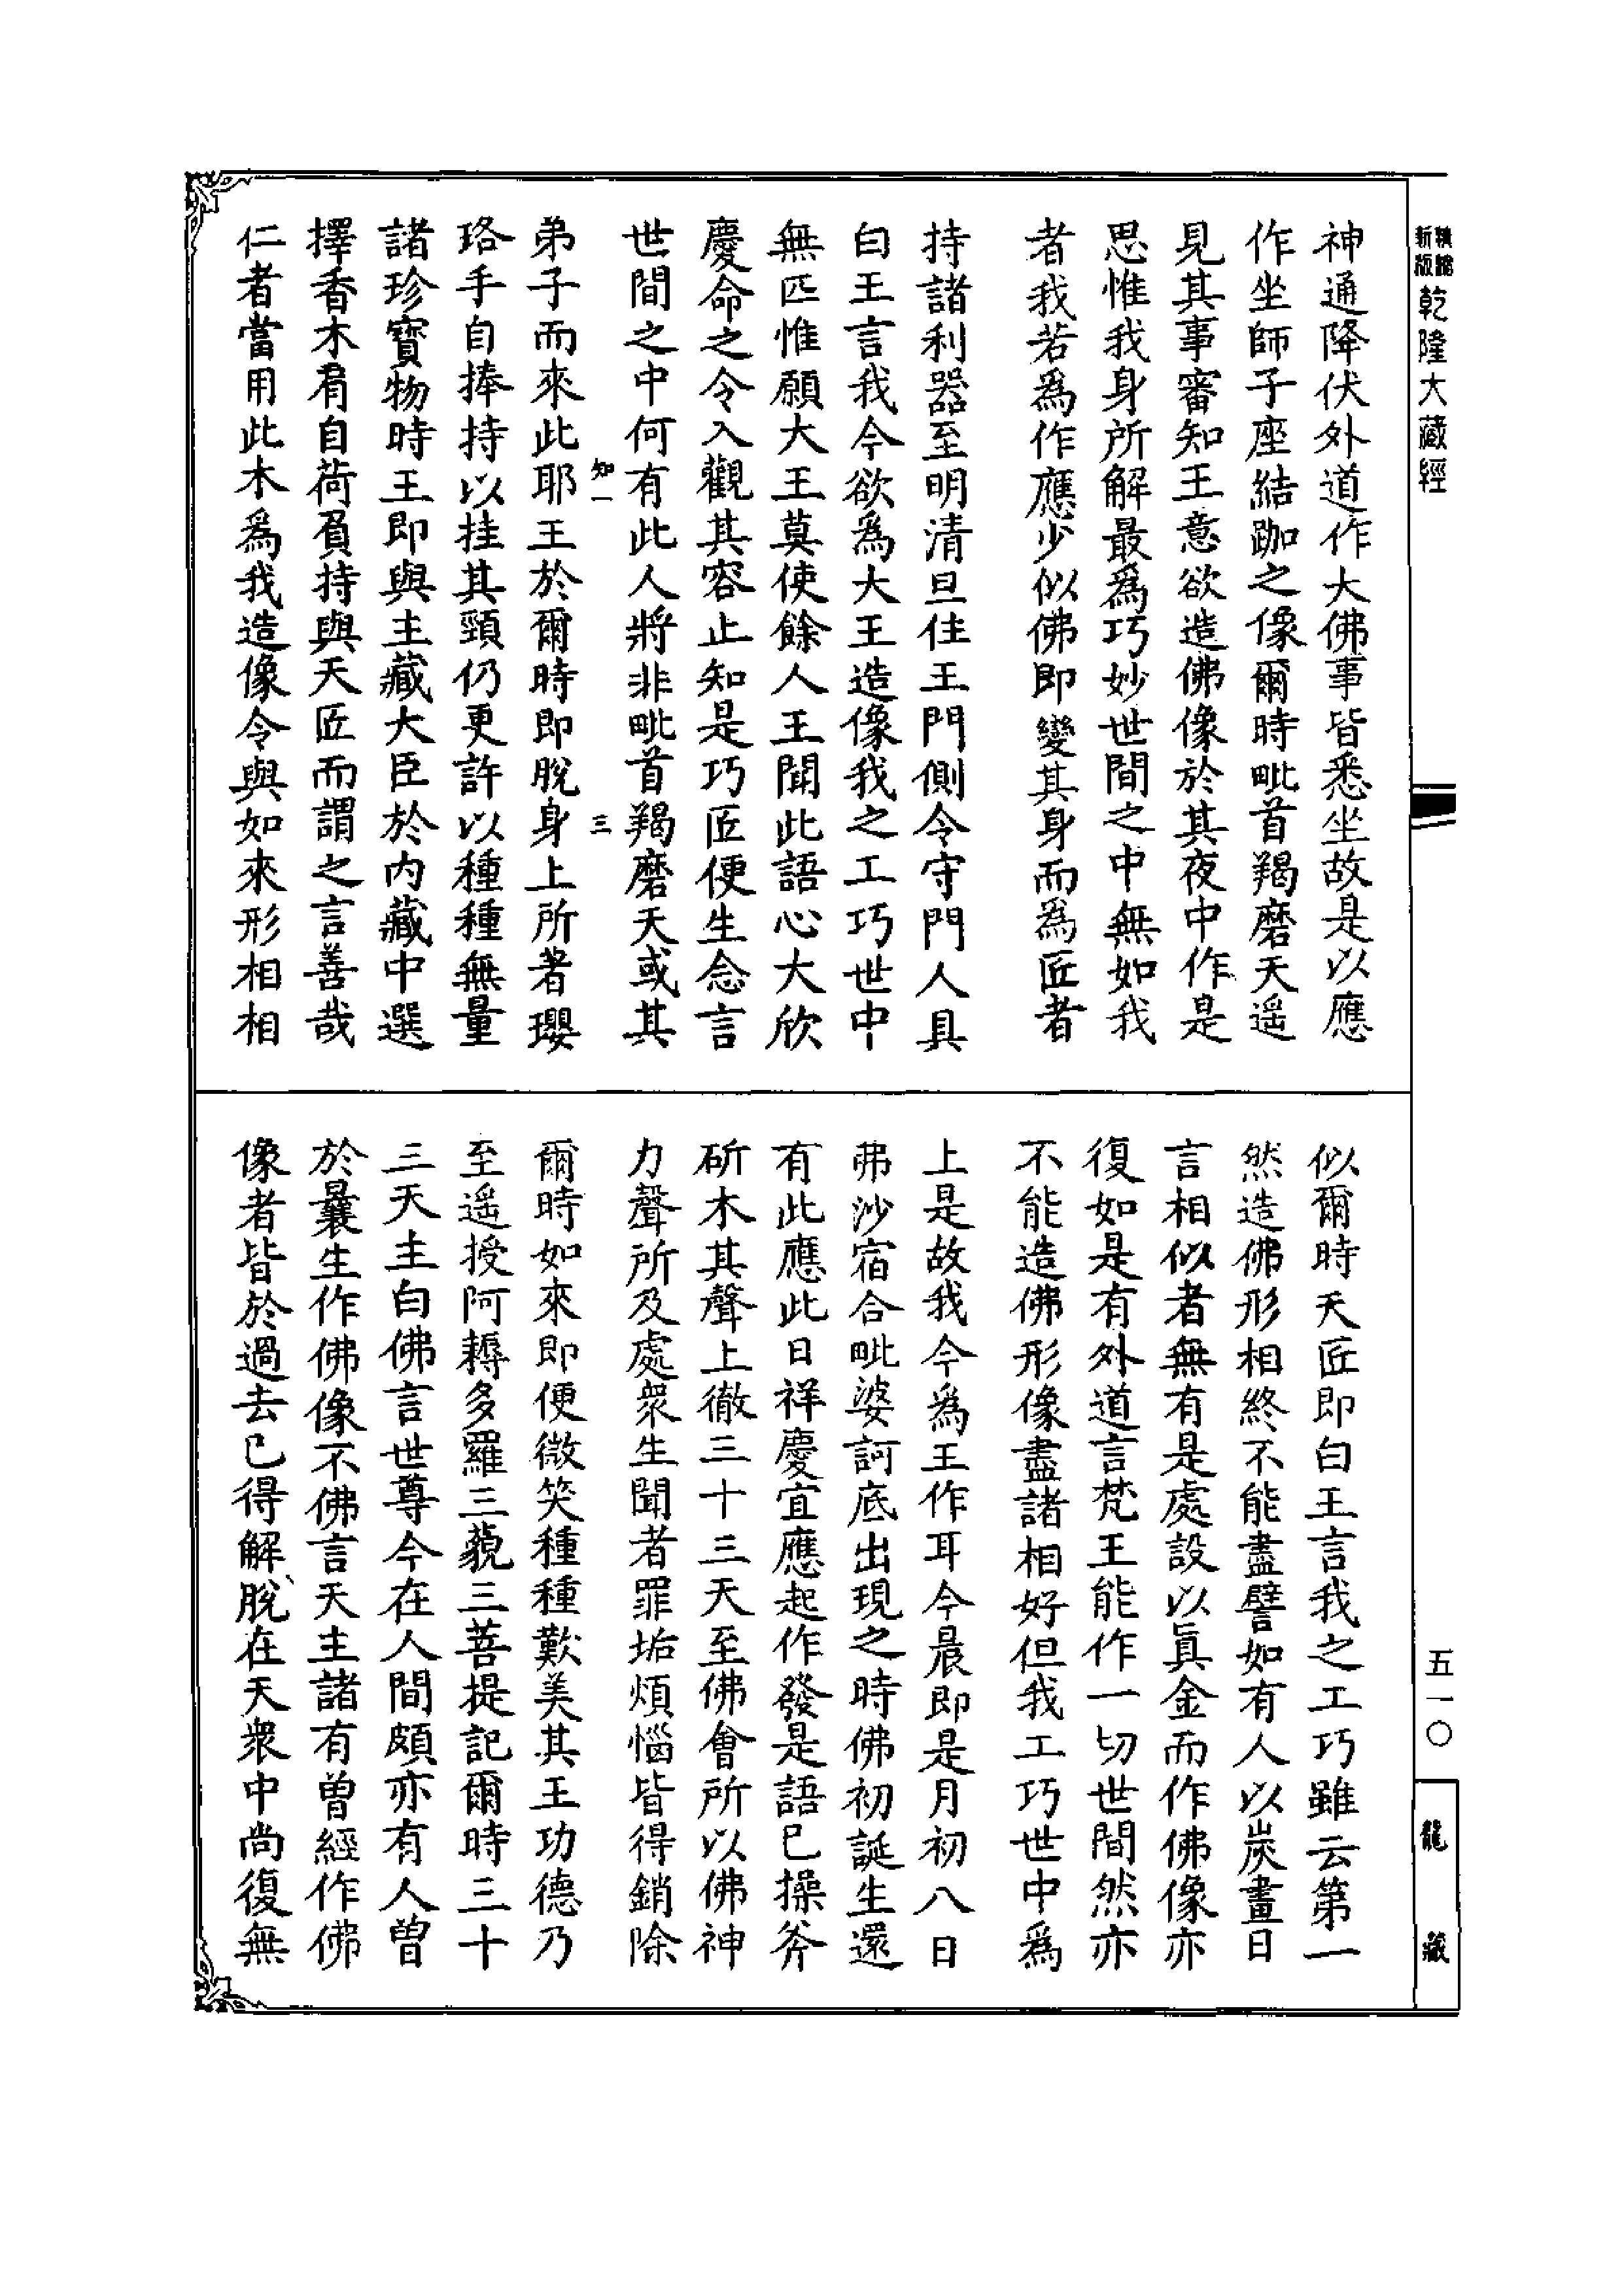 新版
乾隆大藏經
神通降伏外道作大佛事皆悉坐故是以應
作坐師子座結跏之像爾時毗首羯磨天遥
見其事審知王意欲造佛像於其夜中作是
思惟我身所解最爲巧妙世間之中無如我
者我若爲作應少似佛即變其身而爲匠者
持諸利器至明清旦住王門側令守門人具
白王言我今欲爲大王造像我之工巧世中
無匹惟願大王莫使餘人王聞此語心大欣
慶命之令入觀其容止知是巧匠便生念言
世間之中何有此人將非毗首羯磨天或其
知一 三
弟子而來此耶王於爾時即脫身上所著瓔
珞手自捧持以挂其頸仍更許以種種無量
諸珍寶物時王即與主藏大臣於内藏中選
擇香木肩自荷負持與天匠而謂之言善哉
仁者當用此木爲我造像令與如來形相相
似爾時天匠即白王言我之工巧雖云第一
然造佛形相終不能盡譬如有人以炭畫日
言相似者無有是處設以眞金而作佛像亦
復如是有外道言梵王能作一切世間然亦
不能造佛形像盡諸相好但我工巧世中爲
上是故我今爲王作耳今晨即是月初八日
弗沙宿合毗婆訶底出現之時佛初誕生還
有此應此日祥慶宜應起作發是語已操斧
斫木其聲上徹三十三天至佛會所以佛神
力聲所及處衆生聞者罪垢煩惱皆得銷除
爾時如來即便微笑種種歎美其王功德乃
至遥授阿耨多羅三藐三菩提記爾時三十
三天主白佛言世尊今在人間頗亦有人曾
於曩生作佛像不佛言天主諸有曾經作佛
像者皆於過去已得解脫在天衆中尚復無
五一〇
龍藏